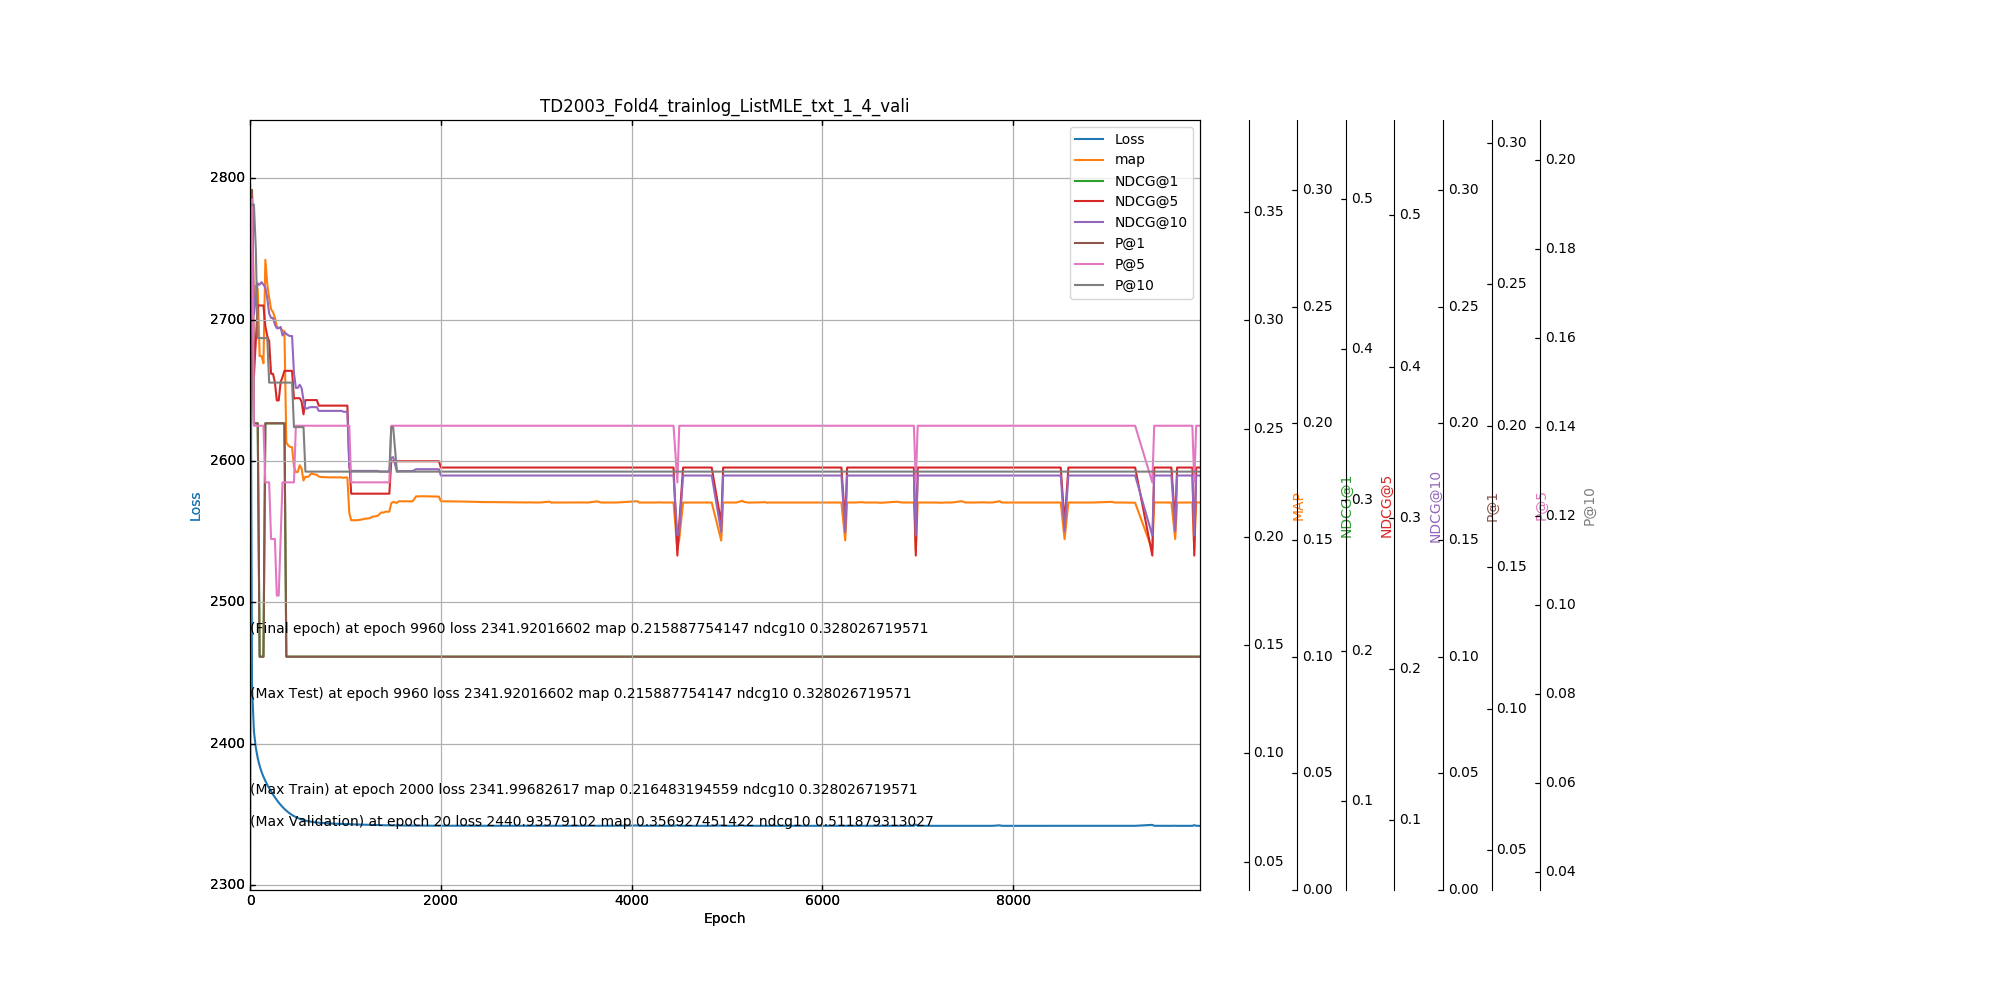 TD2003_Fold4_trainlog_ListMLE_txt_1_4_vali
Loss
map
NDCG@1
NDCG@5
NDCG@10
P@1
P@5
P@10
2800
2700
2600
2500
2400
2300
Loss
(Final epoch) at epoch 9960 loss 2341.92016602 map 0.215887754147 ndcg10 0.328026719571
(Max Test) at epoch 9960 loss 2341.92016602 map 0.215887754147 ndcg10 0.328026719571
(Max Train) at epoch 2000 loss 2341.99682617 map 0.216483194559 ndcg10 0.328026719571
(Max Validation) at epoch 20 loss 2440.93579102 map 0.356927451422 ndcg10 0.511879313027
0 2000 4000 6000 8000
Epoch
0.35
0.30
0.25
0.20
0.15
0.10
0.05
MAP
0.30
0.25
0.20
0.15
0.10
0.05
0.00
NDCG@1
0.5
0.4
0.3
0.2
0.1
NDCG@5
0.5
0.4
0.3
0.2
0.1
NDCG@10
0.30
0.25
0.20
0.15
0.10
0.05
0.00
P@1
0.30
0.25
0.20
0.15
0.10
0.05
P@5
0.20
0.18
0.16
0.14
0.12
0.10
0.08
0.06
0.04
P@10